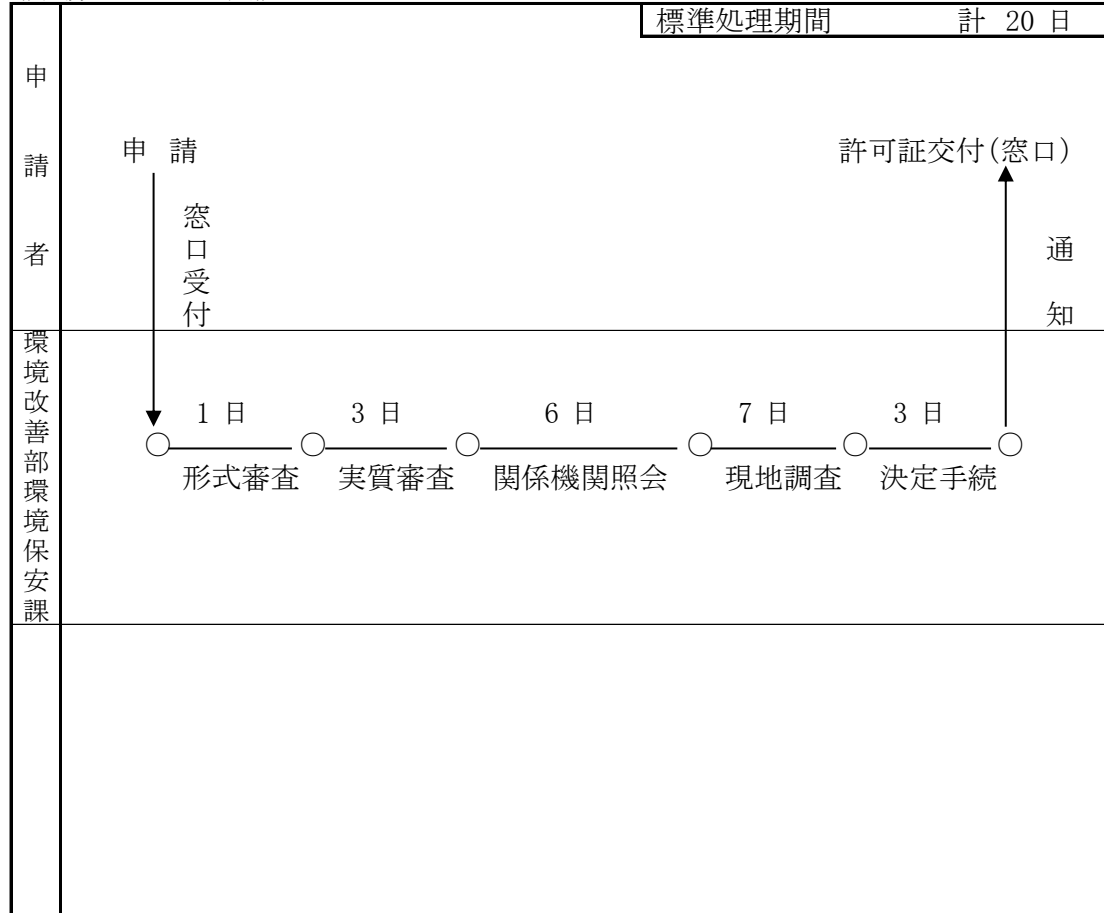 標準処理期間 計 20 日
申請者
申 請
許可証交付(窓口)
窓口受付
通知
環境改善部環境保安課
1 日 3 日 6 日 7 日 3 日
形式審査 実質審査 関係機関照会 現地調査 決定手続